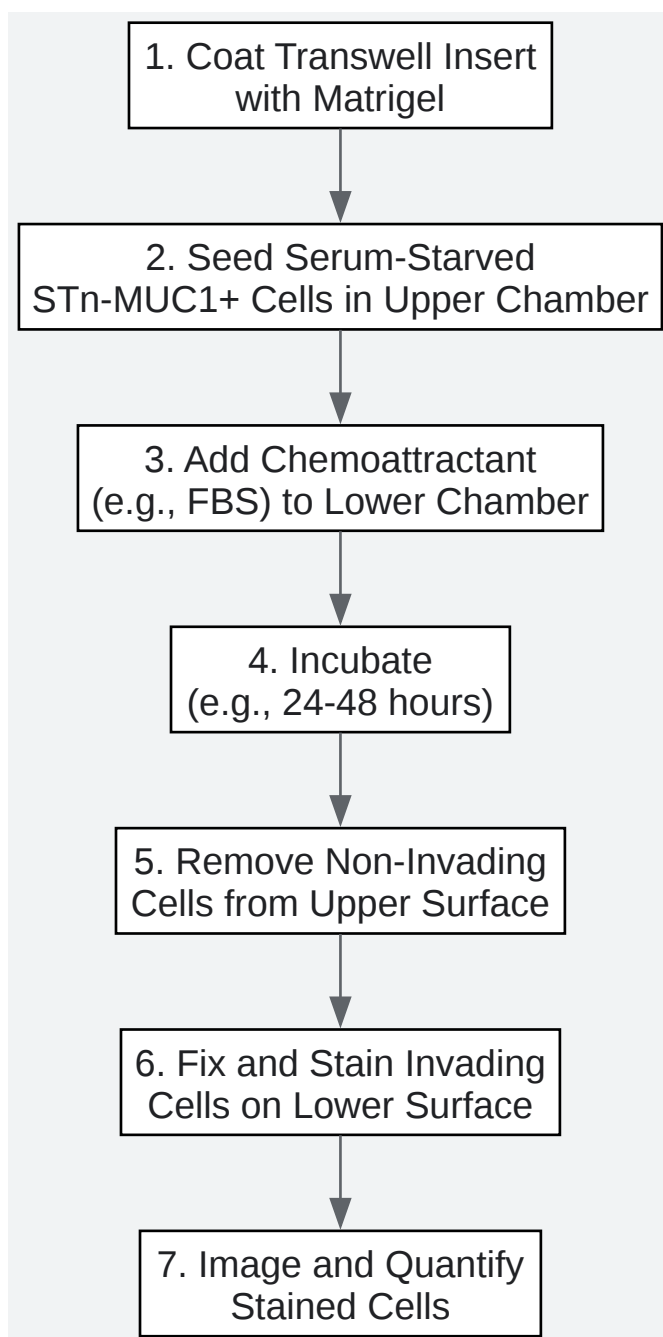 1. Coat Transwell Insert
with Matrigel
2. Seed Serum-Starved
STn-MUC1+ Cells in Upper Chamber
3. Add Chemoattractant
(e.g., FBS) to Lower Chamber
4. Incubate
(e.g., 24-48 hours)
5. Remove Non-Invading
Cells from Upper Surface
6. Fix and Stain Invading
Cells on Lower Surface
7. Image and Quantify
Stained Cells